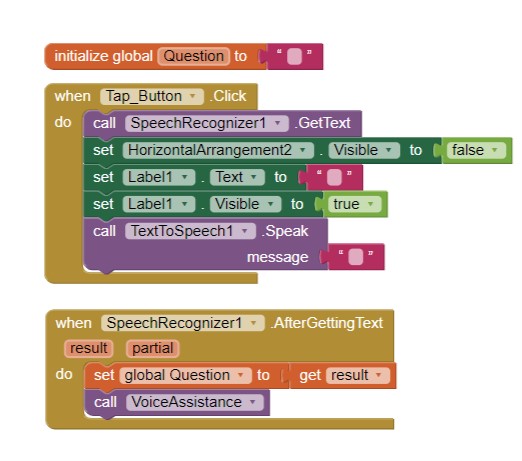 initialize global Question to “ ”
when Tap_Button .Click
do call SpeechRecognizer1 .GetText
set HorizontalArrangement2 . Visible to false
set Label1 . Text to “ ”
set Label1 . Visible to true
call TextToSpeech1 .Speak
message “ ”
when SpeechRecognizer1 .AfterGettingText
result partial
do set global Question to get result
call VoiceAssistance